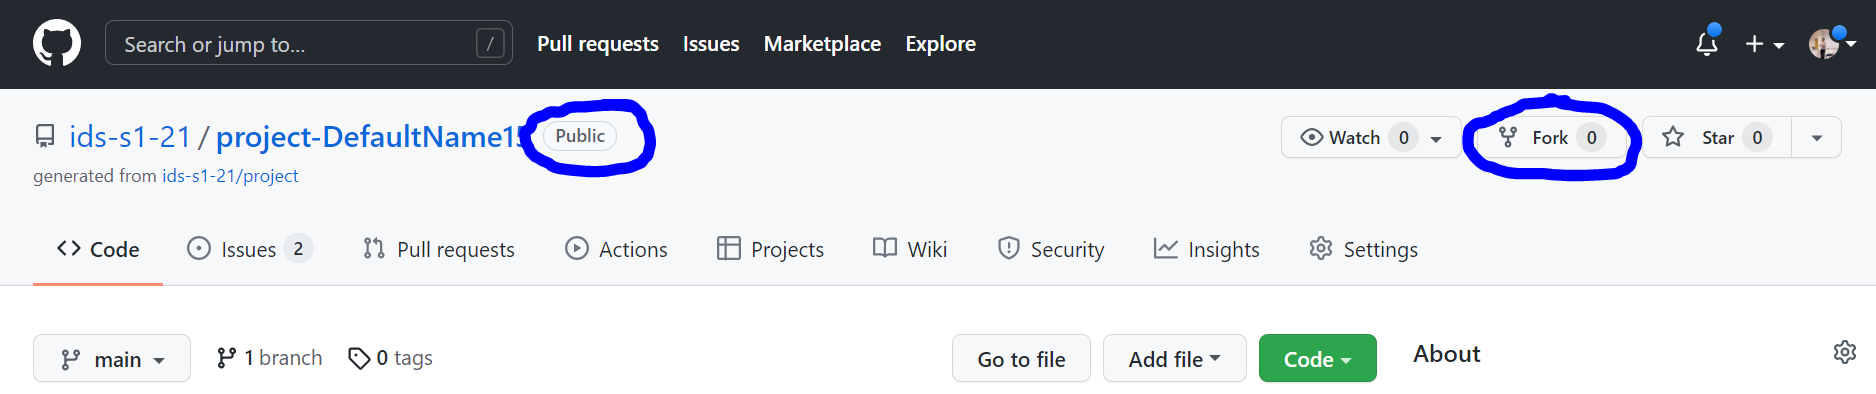 Search or jump to... / Pull requests Issues Marketplace Explore
ids-s1-21 / project-DefaultName15 Public Watch 0 Fork 0 Star 0
generated from ids-s1-21/project
Code Issues 2 Pull requests Actions Projects Wiki Security Insights Settings
main 1 branch 0 tags Go to file Add file Code About